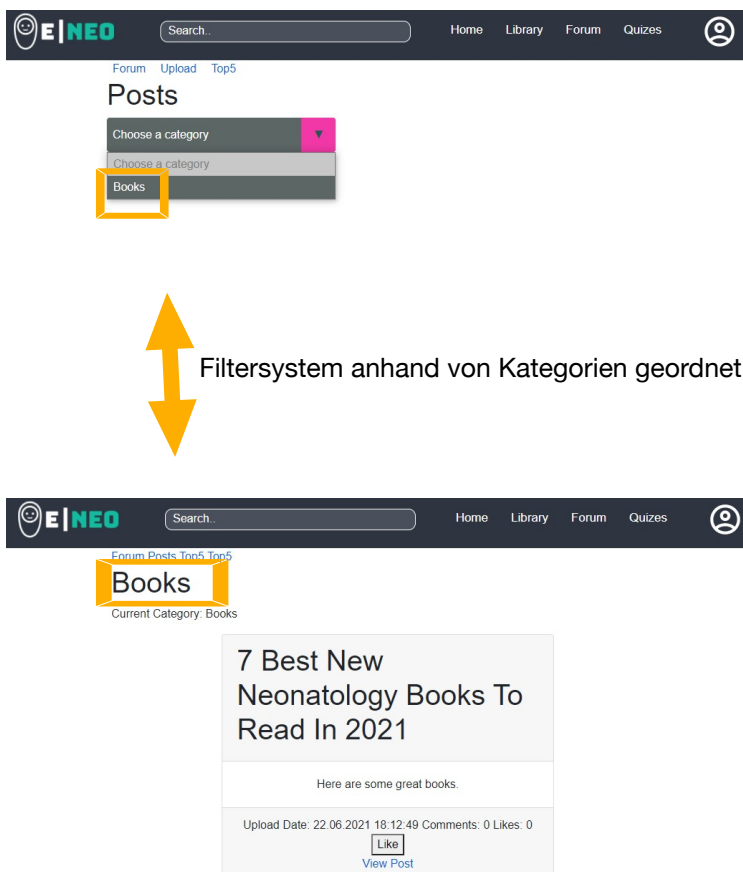 E|NEO Search.. Home Library Forum Quizes
Forum Upload Top5
Posts
Choose a category ▼
Choose a category
Books
Filtersystem anhand von Kategorien geordnet
E|NEO Search.. Home Library Forum Quizes
Forum Posts Top5 Top5
Books
Current Category: Books
7 Best New
Neonatology Books To
Read In 2021
Here are some great books.
Upload Date: 22.06.2021 18:12:49 Comments: 0 Likes: 0
Like
View Post